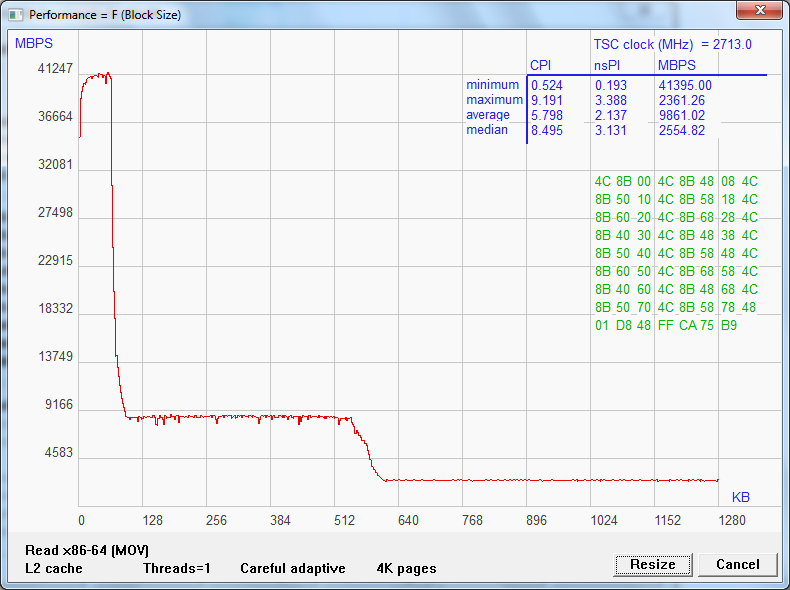 Performance = F (Block Size)
MBPS
TSC clock (MHz) = 2713.0
CPI nsPI MBPS
minimum 0.524 0.193 41395.00
maximum 9.191 3.388 2361.26
average 5.798 2.137 9861.02
median 8.495 3.131 2554.82
41247
36664
32081
27498
22915
18332
13749
9166
4583
4C 8B 00 4C 8B 48 08 4C
8B 50 10 4C 8B 58 18 4C
8B 60 20 4C 8B 68 28 4C
8B 40 30 4C 8B 48 38 4C
8B 50 40 4C 8B 58 48 4C
8B 60 50 4C 8B 68 58 4C
8B 40 60 4C 8B 48 68 4C
8B 50 70 4C 8B 58 78 48
01 D8 48 FF CA 75 B9
KB
0 128 256 384 512 640 768 896 1024 1152 1280
Read x86-64 (MOV)
L2 cache Threads=1 Careful adaptive 4K pages
Resize Cancel